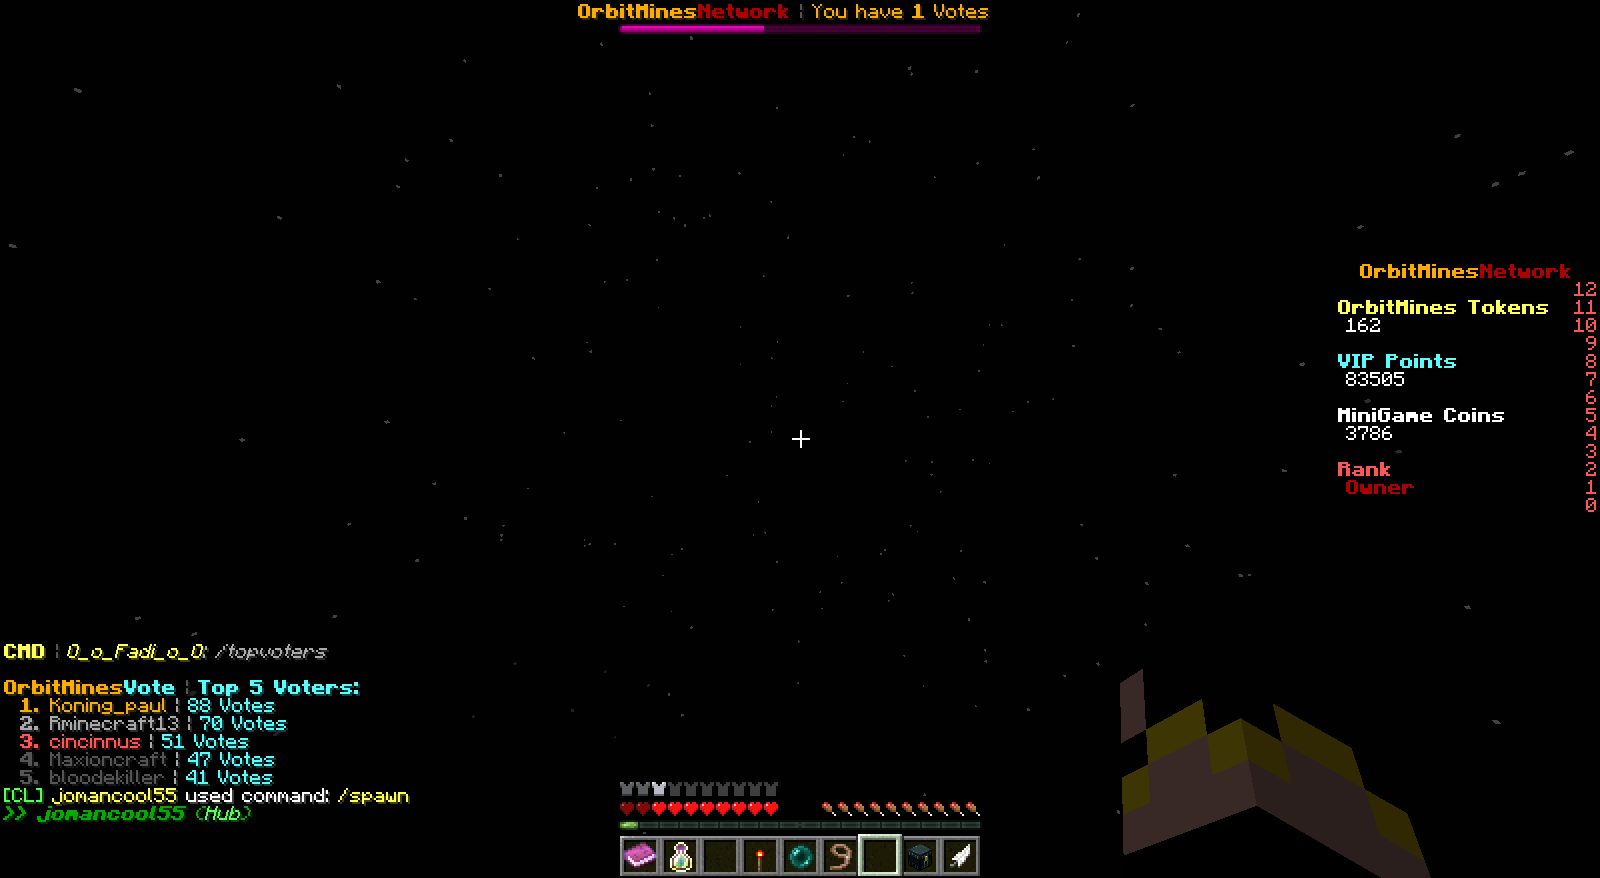 OrbitMinesNetwork | You have 1 Votes
OrbitMinesNetwork
12
OrbitMines Tokens 11
162 10
9
VIP Points 8
83505 7
6
MiniGame Coins 5
3786 4
3
Rank 2
Owner 1
0
CMD | O_o_Fadi_o_O: /topvoters
OrbitMinesVote | Top 5 Voters:
1. Koning_paul | 88 Votes
2. Rminecraft13 | 70 Votes
3. cincinnus | 51 Votes
4. Maxioncraft | 47 Votes
5. bloodekiller | 41 Votes
[CL] jomancool55 used command: /spawn
>> jomancool55 (Hub)